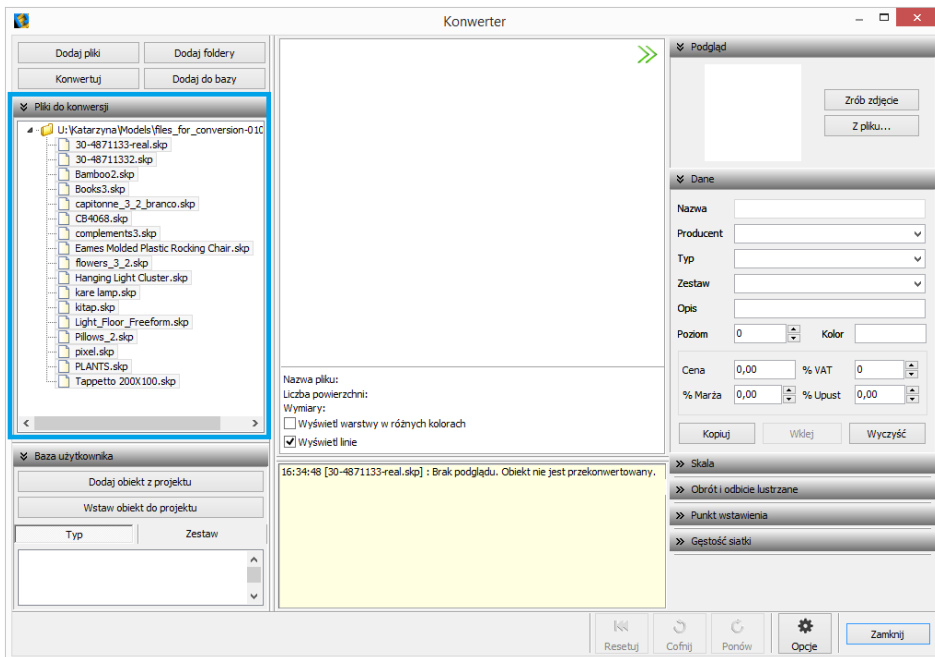 Konwerter
Dodaj pliki
Dodaj foldery
Konwertuj
Dodaj do bazy
Pliki do konwersji
U:\Katarzyna\Models\files_for_conversion-010
30-4871133-real.skp
30-48711332.skp
Bamboo2.skp
Books3.skp
capitonne_3_2_branco.skp
CB4068.skp
complements3.skp
Eames Molded Plastic Rocking Chair.skp
flowers_3_2.skp
Hanging Light Cluster.skp
kare lamp.skp
kitap.skp
Light_Floor_Freeform.skp
Pillows_2.skp
pixel.skp
PLANTS.skp
Tappetto 200X100.skp
Baza użytkownika
Dodaj obiekt z projektu
Wstaw obiekt do projektu
Typ
Zestaw
Nazwa pliku:
Liczba powierzchni:
Wymiary:
Wyświetl warstwy w różnych kolorach
Wyświetl linie
16:34:48 [30-4871133-real.skp] : Brak podglądu. Obiekt nie jest przekonwertowany.
Podgląd
Zrób zdjęcie
Z pliku...
Dane
Nazwa
Producent
Typ
Zestaw
Opis
Poziom 0 Kolor
Cena 0,00 % VAT 0
% Marża 0,00 % Upust 0,00
Kopiuj
Wklej
Wyczyść
Skala
Obrót i odbicie lustrzane
Punkt wstawienia
Gęstość siatki
Resetuj
Cofnij
Ponów
Opcje
Zamknij